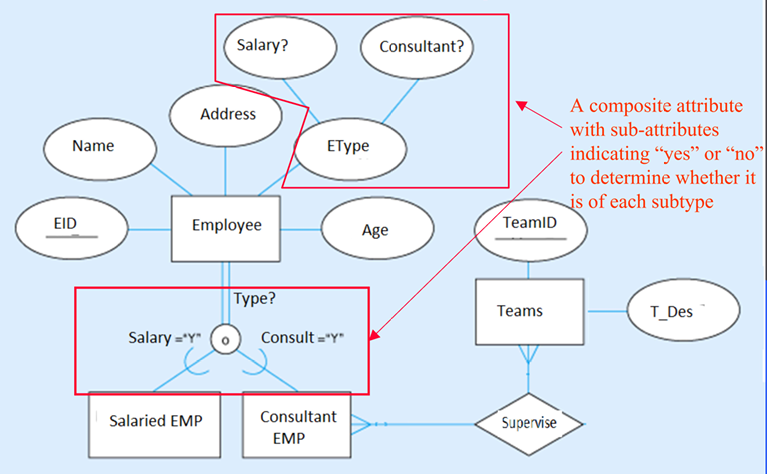 Salary?
Consultant?
Address
Name
EType
A composite attribute
with sub-attributes
indicating “yes” or “no”
to determine whether it
is of each subtype
EID
Employee
Age
TeamID
Type?
Teams
T_Des
Salary =“Y”
o
Consult =“Y”
Salaried EMP
Consultant
EMP
Supervise